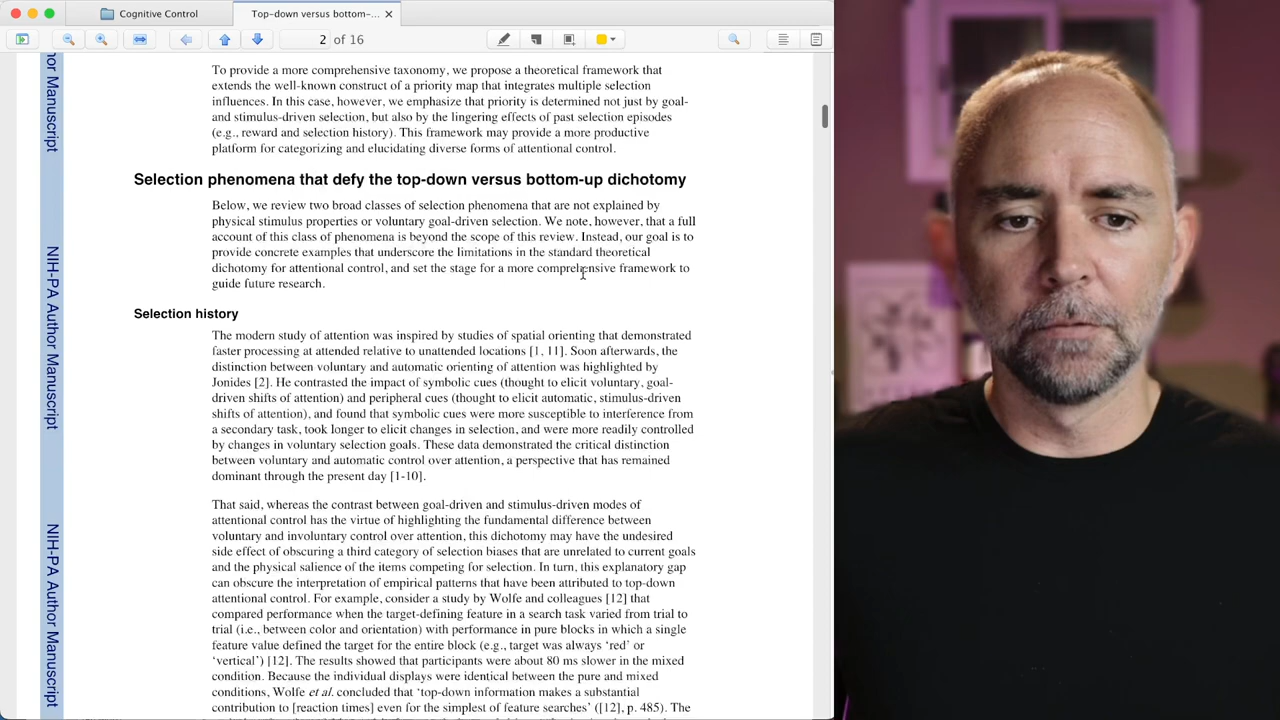 Cognitive Control
Top-down versus bottom-...
2 of 16
To provide a more comprehensive taxonomy, we propose a theoretical framework that
extends the well-known construct of a priority map that integrates multiple selection
influences. In this case, however, we emphasize that priority is determined not just by goal-
and stimulus-driven selection, but also by the lingering effects of past selection episodes
(e.g., reward and selection history). This framework may provide a more productive
platform for categorizing and elucidating diverse forms of attentional control.
Selection phenomena that defy the top-down versus bottom-up dichotomy
Below, we review two broad classes of selection phenomena that are not explained by
physical stimulus properties or voluntary goal-driven selection. We note, however, that a full
account of this class of phenomena is beyond the scope of this review. Instead, our goal is to
provide concrete examples that underscore the limitations in the standard theoretical
dichotomy for attentional control, and set the stage for a more comprehensive framework to
guide future research.
Selection history
The modern study of attention was inspired by studies of spatial orienting that demonstrated
faster processing at attended relative to unattended locations [1, 11]. Soon afterwards, the
distinction between voluntary and automatic orienting of attention was highlighted by
Jonides [2]. He contrasted the impact of symbolic cues (thought to elicit voluntary, goal-
driven shifts of attention) and peripheral cues (thought to elicit automatic, stimulus-driven
shifts of attention), and found that symbolic cues were more susceptible to interference from
a secondary task, took longer to elicit changes in selection, and were more readily controlled
by changes in voluntary selection goals. These data demonstrated the critical distinction
between voluntary and automatic control over attention, a perspective that has remained
dominant through the present day [1-10].
That said, whereas the contrast between goal-driven and stimulus-driven modes of
attentional control has the virtue of highlighting the fundamental difference between
voluntary and involuntary control over attention, this dichotomy may have the undesired
side effect of obscuring a third category of selection biases that are unrelated to current goals
and the physical salience of the items competing for selection. In turn, this explanatory gap
can obscure the interpretation of empirical patterns that have been attributed to top-down
attentional control. For example, consider a study by Wolfe and colleagues [12] that
compared performance when the target-defining feature in a search task varied from trial to
trial (i.e., between color and orientation) with performance in pure blocks in which a single
feature value defined the target for the entire block (e.g., target was always ‘red’ or
‘vertical’) [12]. The results showed that participants were about 80 ms slower in the mixed
condition. Because the individual displays were identical between the pure and mixed
conditions, Wolfe et al. concluded that ‘top-down information makes a substantial
contribution to [reaction times] even for the simplest of feature searches’ ([12], p. 485). The
or Manuscript
NIH-PA Author Manuscript
NIH-PA Author Manuscript